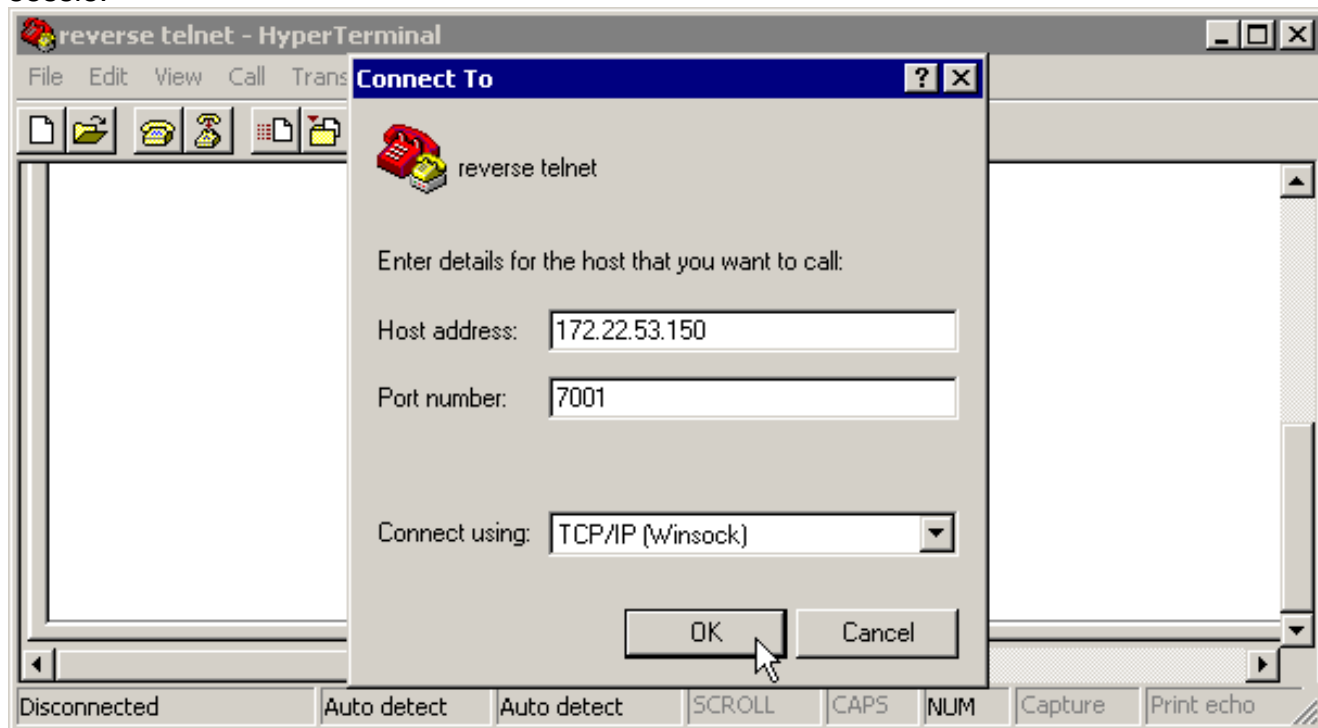 reverse telnet - HyperTerminal
File Edit View Call Trans
Connect To
reverse telnet
Enter details for the host that you want to call:
Host address: 172.22.53.150
Port number: 7001
Connect using: TCP/IP (Winsock)
OK Cancel
Disconnected Auto detect Auto detect SCROLL CAPS NUM Capture Print echo